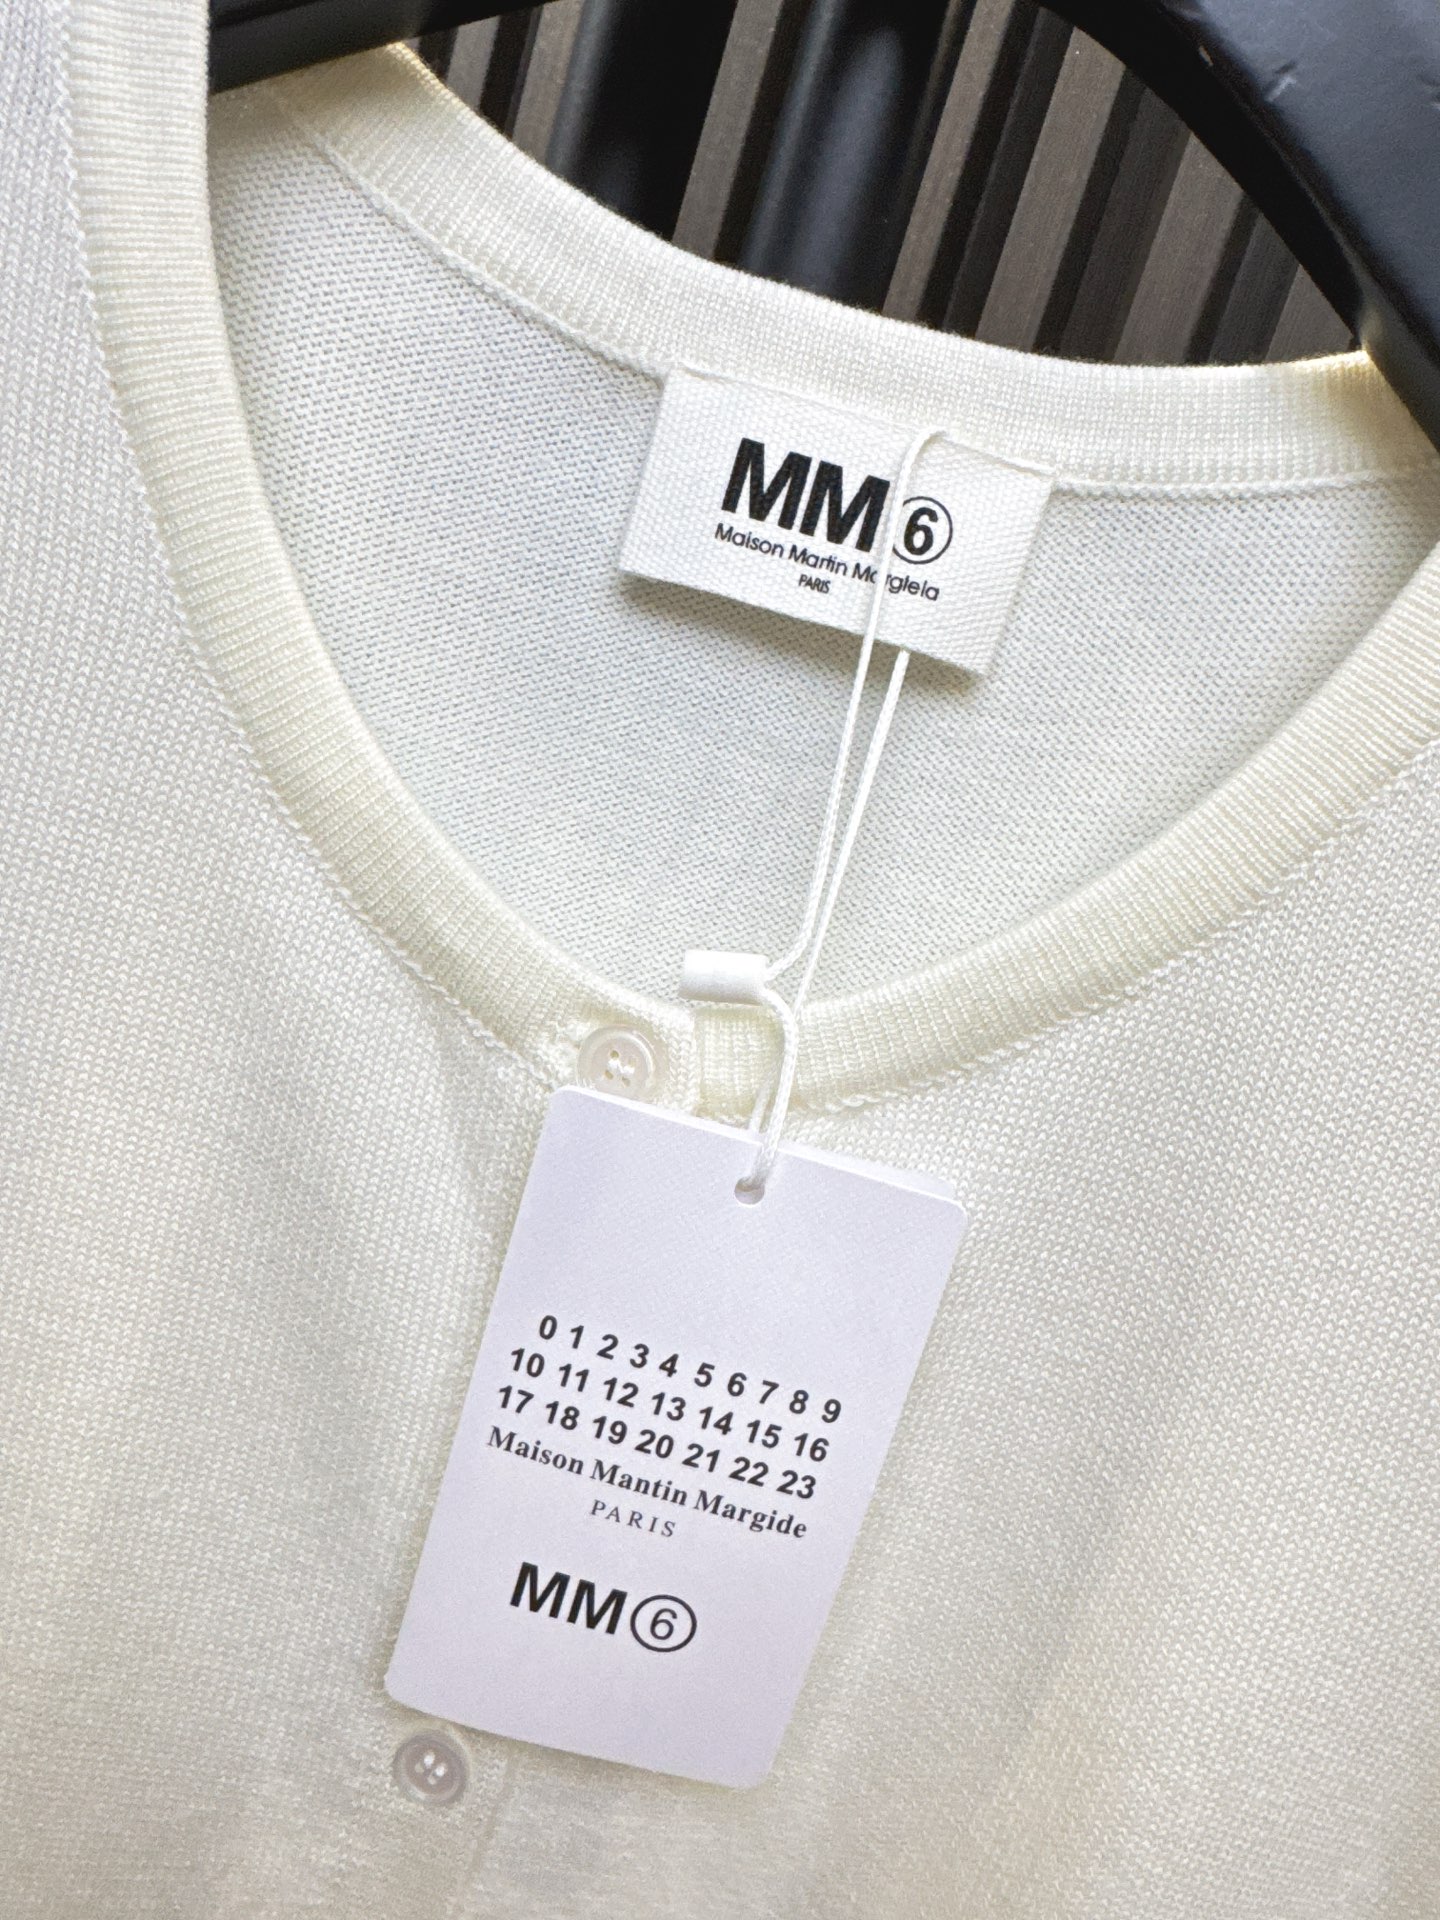 MM6
Maison Martin Margiela
PARIS
0 1 2 3 4 5 6 7 8 9
10 11 12 13 14 15 16
17 18 19 20 21 22 23
Maison Mantin Margide
PARIS
MM6